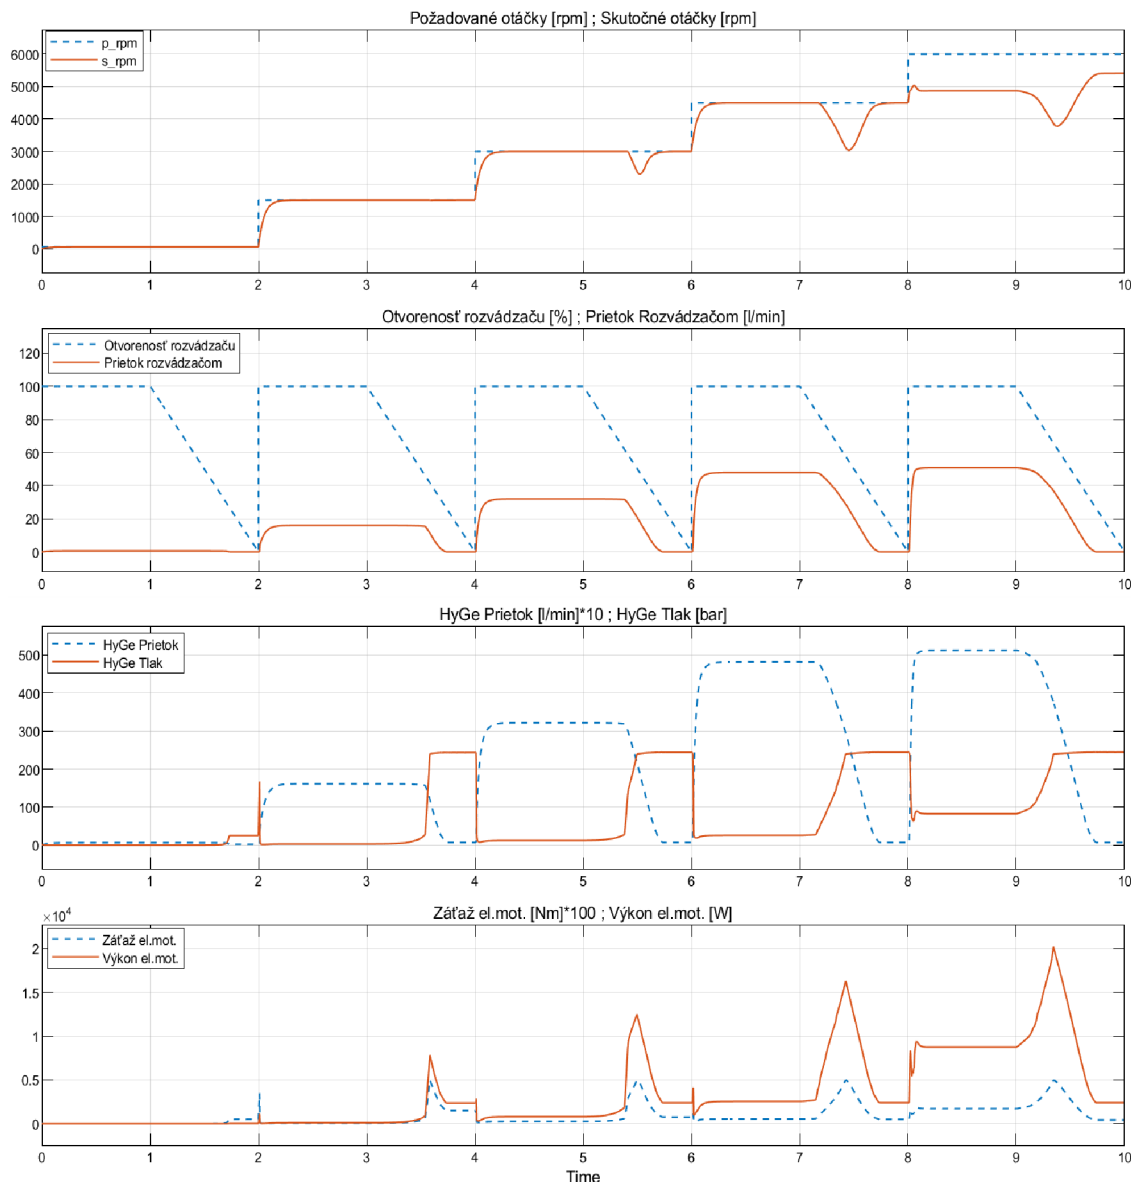 Požadované otáčky [rpm] ; Skutočné otáčky [rpm]
p_rpm
s_rpm
6000
5000
4000
3000
2000
1000
0
0 1 2 3 4 5 6 7 8 9 10
Otvorenosť rozvádzaču [%] ; Prietok Rozvádzačom [l/min]
Otvorenosť rozvádzaču
Prietok rozvádzačom
120
100
80
60
40
20
0
0 1 2 3 4 5 6 7 8 9 10
HyGe Prietok [l/min]*10 ; HyGe Tlak [bar]
HyGe Prietok
HyGe Tlak
500
400
300
200
100
0
0 1 2 3 4 5 6 7 8 9 10
×10⁴
Záťaž el.mot. [Nm]*100 ; Výkon el.mot. [W]
Záťaž el.mot.
Výkon el.mot.
2
1.5
1
0.5
0
0 1 2 3 4 5 6 7 8 9 10
Time